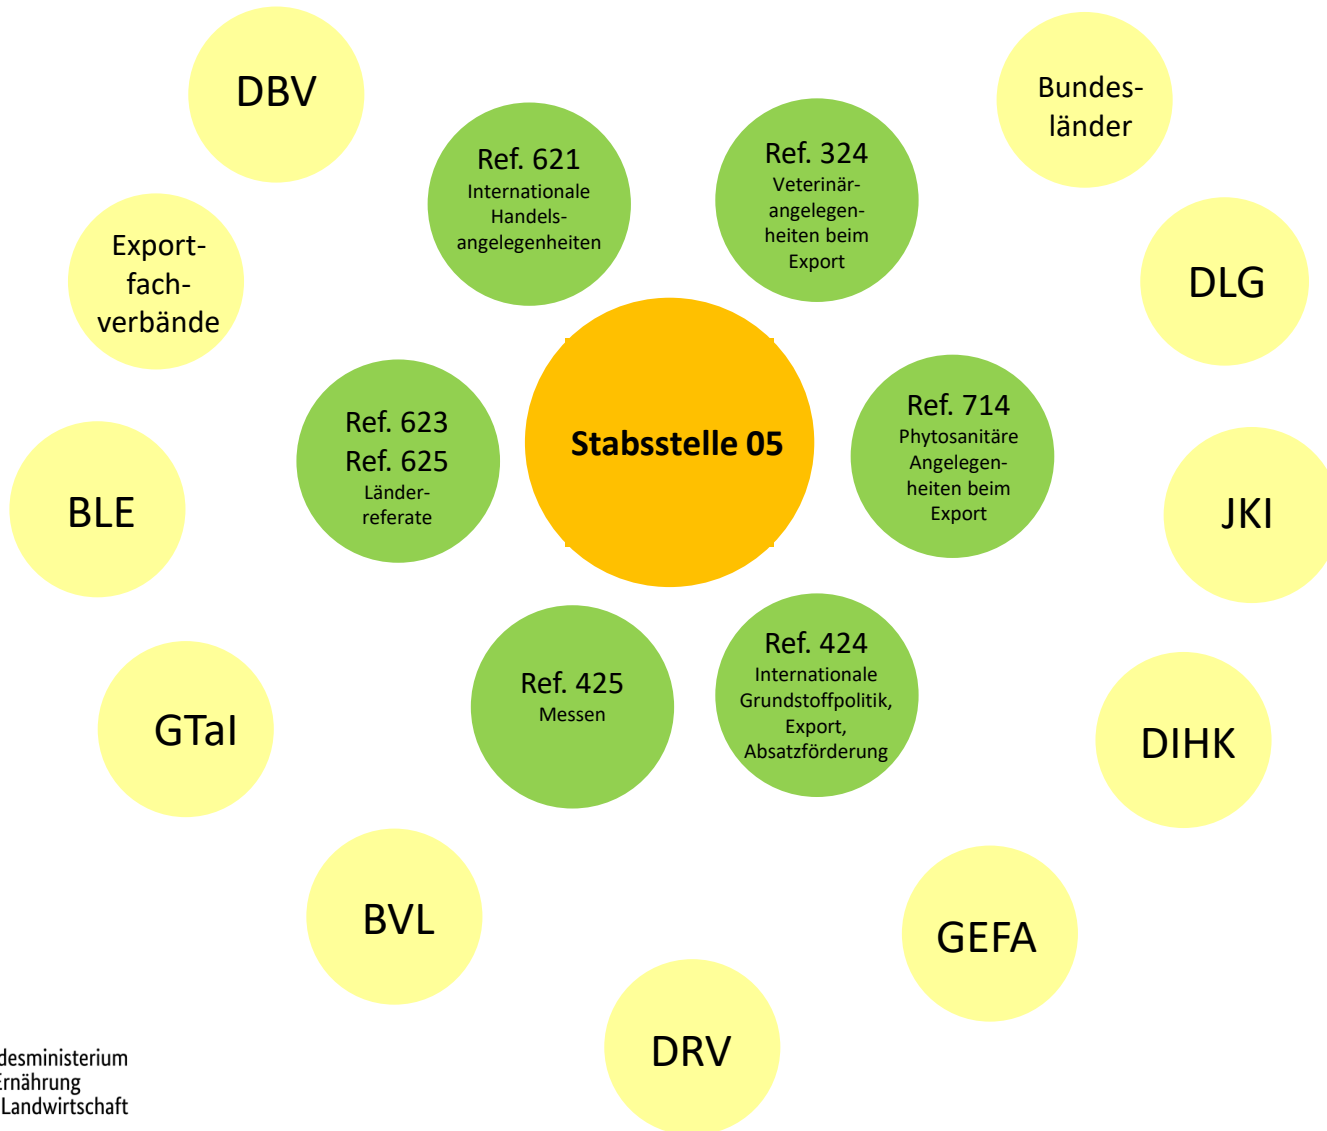 DBV
Bundes-
länder
Ref. 621
Internationale
Handels-
angelegenheiten
Ref. 324
Veterinär-
angelegen-
heiten beim
Export
Export-
fach-
verbände
DLG
Ref. 623
Ref. 625
Länder-
referate
Stabsstelle 05
Ref. 714
Phytosanitäre
Angelegen-
heiten beim
Export
BLE
JKI
Ref. 425
Messen
Ref. 424
Internationale
Grundstoffpolitik,
Export,
Absatzförderung
GTaI
DIHK
BVL
GEFA
DRV
desministerium
Ernährung
Landwirtschaft